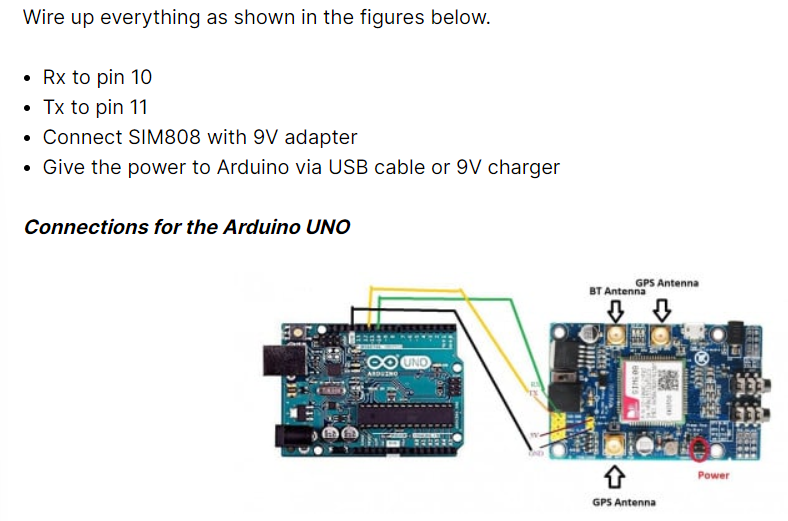 Wire up everything as shown in the figures below.
• Rx to pin 10
• Tx to pin 11
• Connect SIM808 with 9V adapter
• Give the power to Arduino via USB cable or 9V charger
Connections for the Arduino UNO
GPS Antenna
BT Antenna
UNO
ARDUINO
SIM808
RX
TX
GND
Power
GPS Antenna